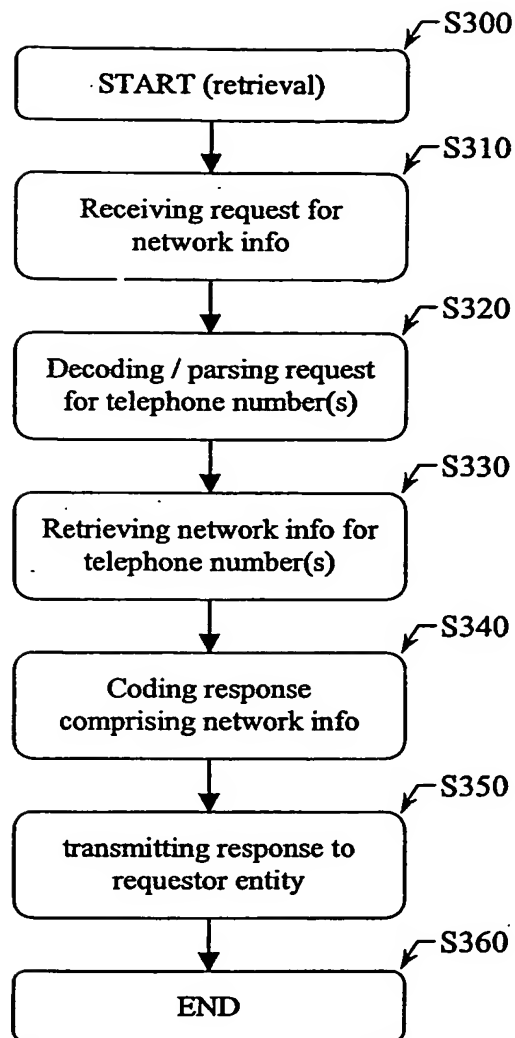 S300
START (retrieval)
S310
Receiving request for
network info
S320
Decoding / parsing request
for telephone number(s)
S330
Retrieving network info for
telephone number(s)
S340
Coding response
comprising network info
S350
transmitting response to
requestor entity
S360
END